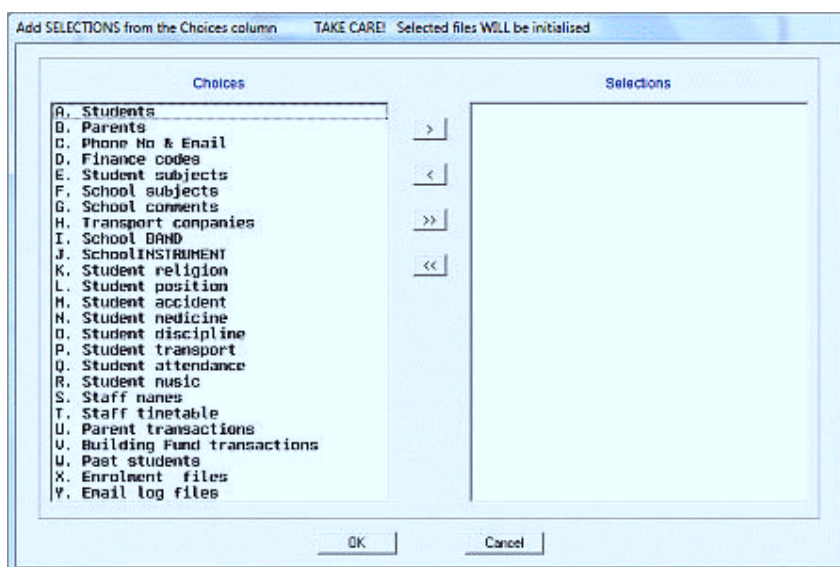 Add SELECTIONS from the Choices column TAKE CARE! Selected files WILL be initialised
Choices
Selections
A. Students
B. Parents
C. Phone No & Email
D. Finance codes
E. Student subjects
F. School subjects
G. School comments
H. Transport companies
I. School BAND
J. SchoolINSTRUMENT
K. Student religion
L. Student position
M. Student accident
N. Student medicine
O. Student discipline
P. Student transport
Q. Student attendance
R. Student music
S. Staff names
T. Staff timetable
U. Parent transactions
V. Building Fund transactions
W. Past students
X. Enrolment files
Y. Email log files
>
<
>>
<<
OK
Cancel